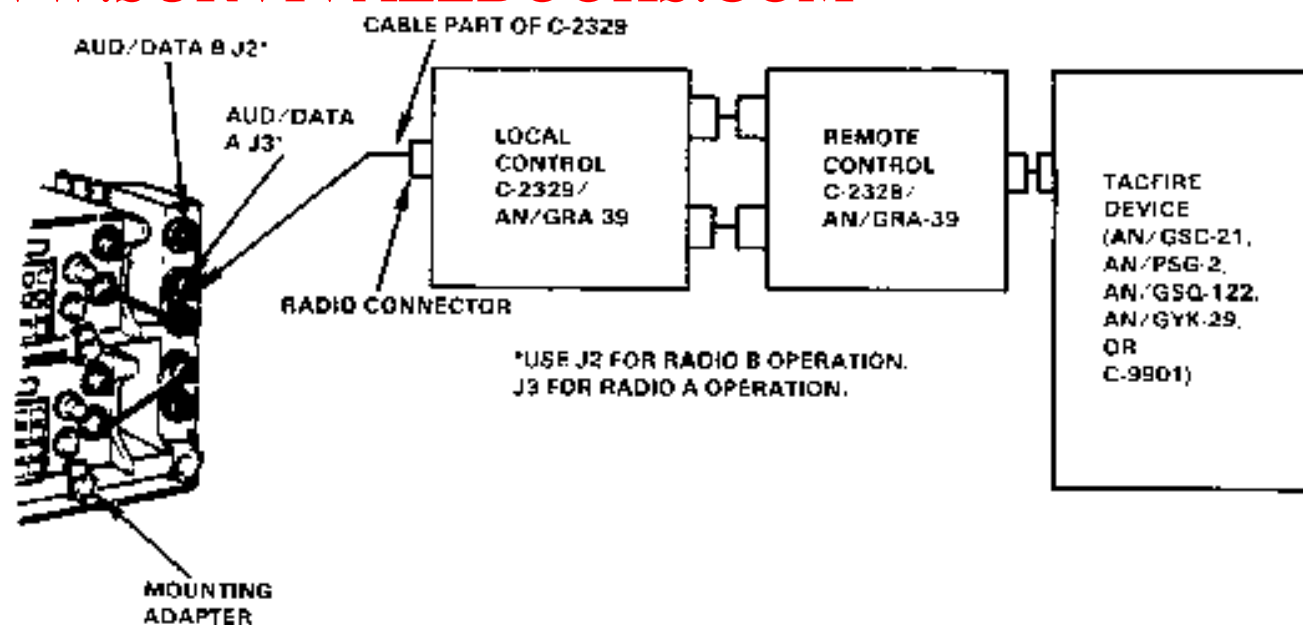 CABLE PART OF C-2329
AUD/DATA B J2*
AUD/DATA
A J3*
LOCAL
CONTROL
C-2329/
AN/GRA 39
REMOTE
CONTROL
C-2328/
AN/GRA-39
TACFIRE
DEVICE
(AN/GSC-21,
AN/PSG-2,
AN/GSQ-122,
AN/GYK-29,
OR
C-9901)
RADIO CONNECTOR
*USE J2 FOR RADIO B OPERATION.
J3 FOR RADIO A OPERATION.
MOUNTING
ADAPTER